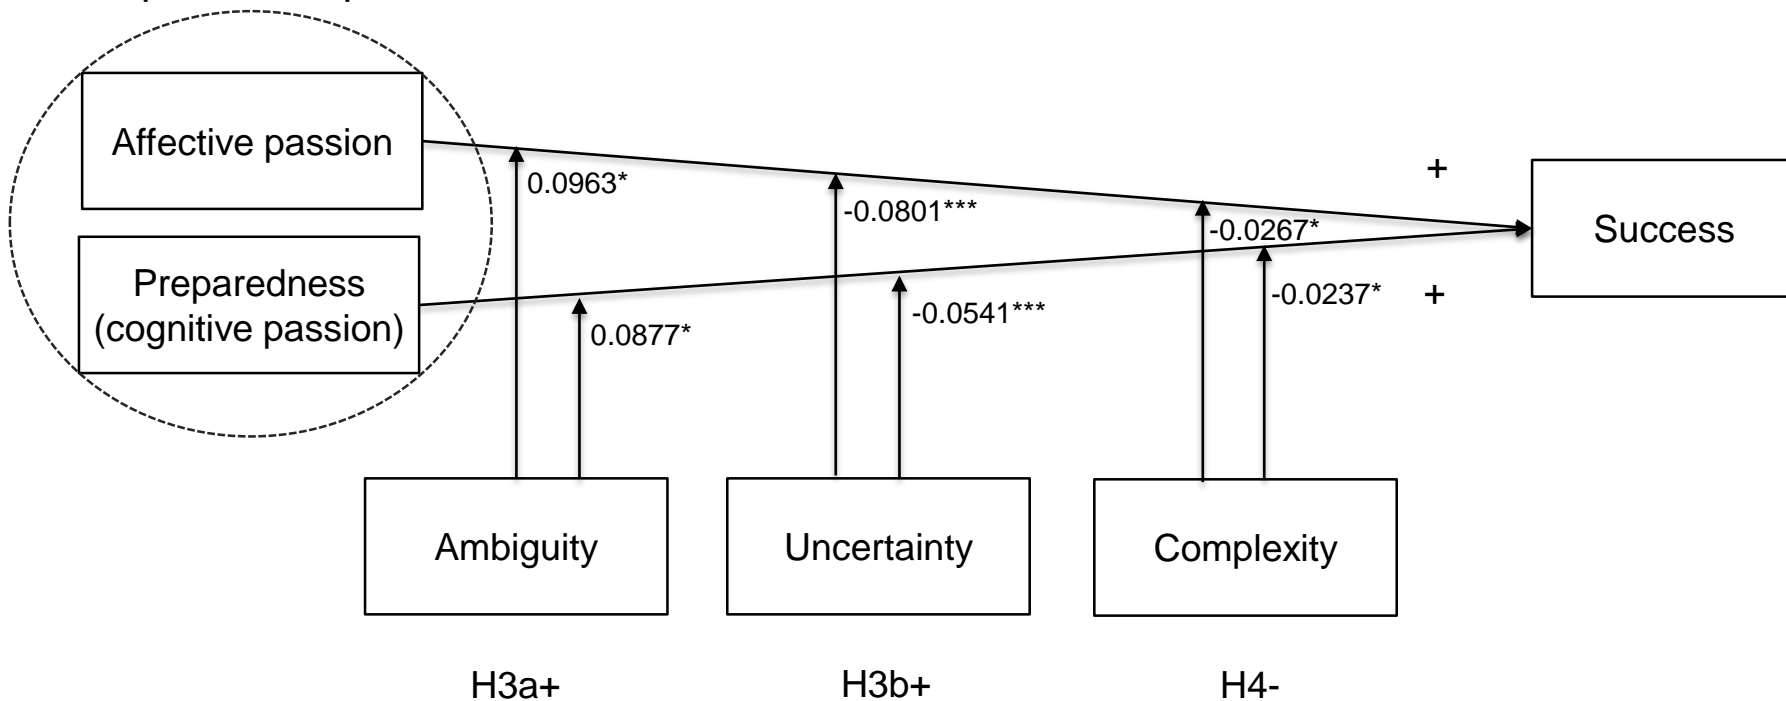 Affective passion
Preparedness
(cognitive passion)
0.0963*
-0.0801***
-0.0267*
+
Success
0.0877*
-0.0541***
-0.0237*
+
Ambiguity
Uncertainty
Complexity
H3a+
H3b+
H4-